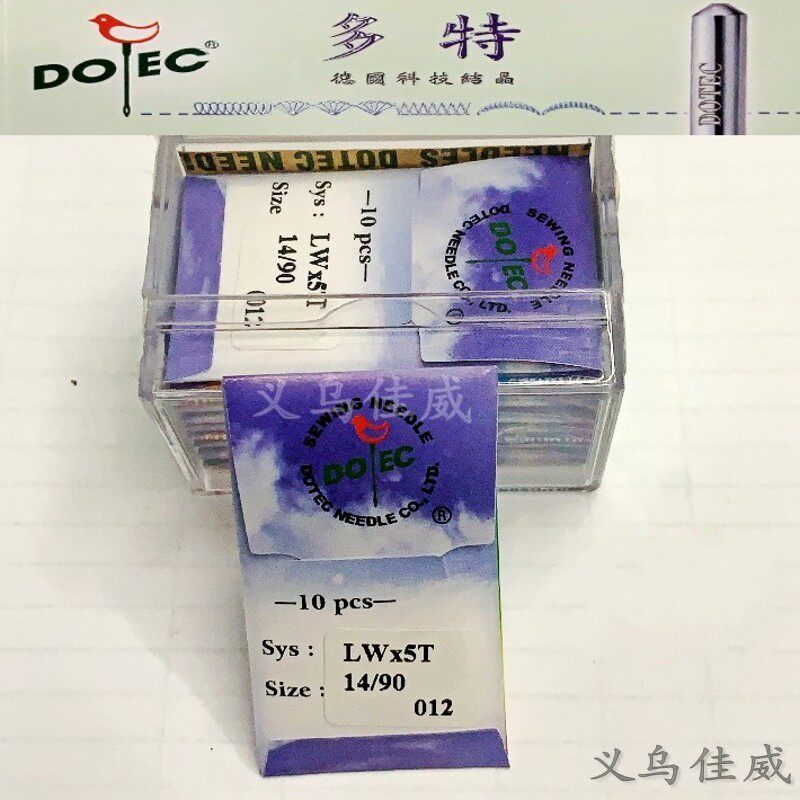 DOTEC®
多特
德國科技結晶
DOTEC
NEEDLES DOTEC NEED
—10 pcs—
Sys : LWx5T
Size 14/90
012
SEWING NEEDLE
DOTEC
DOTEC NEEDLE CO., LTD.
义乌佳威
SEWING NEEDLE
DOTEC
DOTEC NEEDLE CO., LTD.
®
—10 pcs—
Sys : LWx5T
Size : 14/90
012
义乌佳威